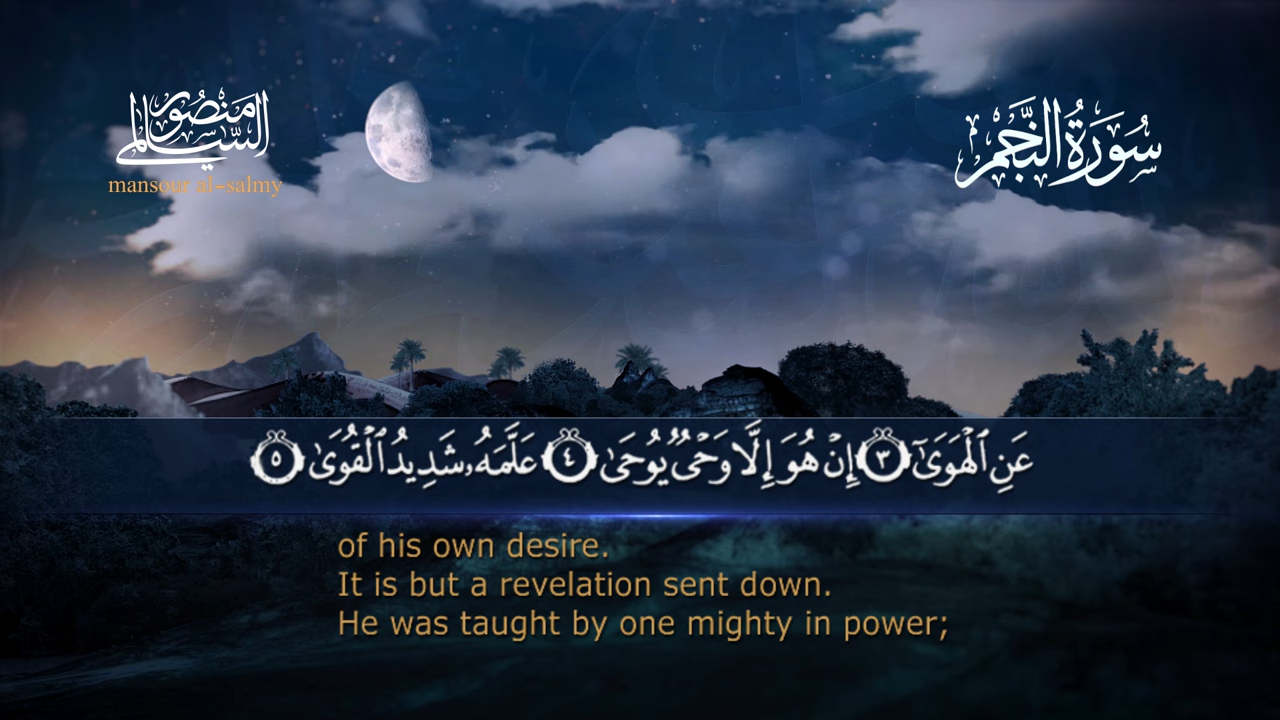 منصور السالمي
mansour al-salmy
سُورَةُ النَّجْمِ
عَنِ ٱلْهَوَىٰٓ ٣ إِنْ هُوَ إِلَّا وَحْىٌ يُوحَىٰ ٤ عَلَّمَهُۥ شَدِيدُ ٱلْقُوَىٰ ٥
of his own desire.
It is but a revelation sent down.
He was taught by one mighty in power;